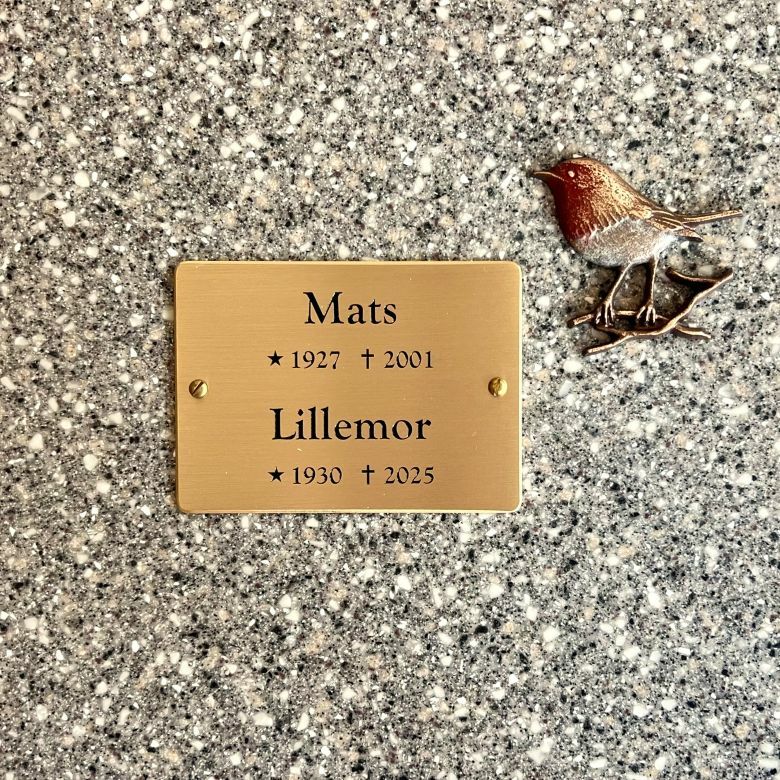 Mats
★ 1927 † 2001
Lillemor
★ 1930 † 2025